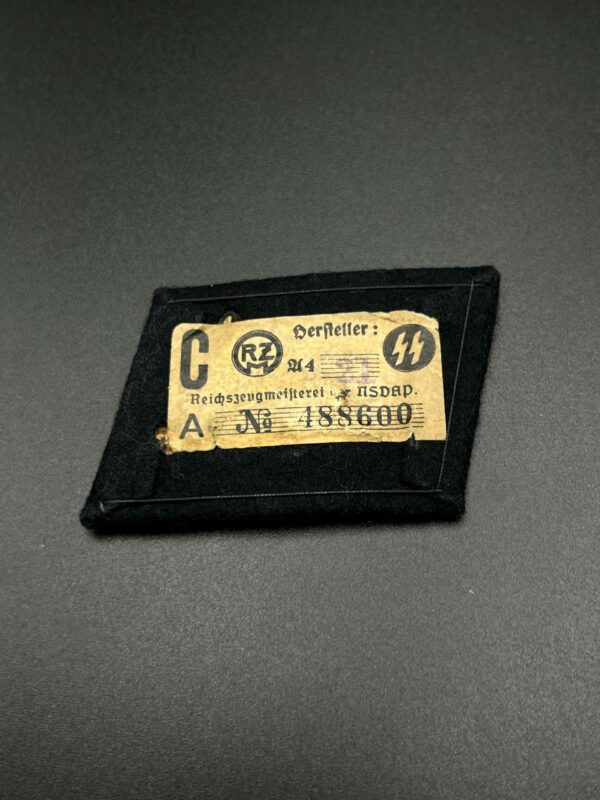 C RZM Hersteller:
A4
Reichszeugmeisterei NSDAP.
A № 488600